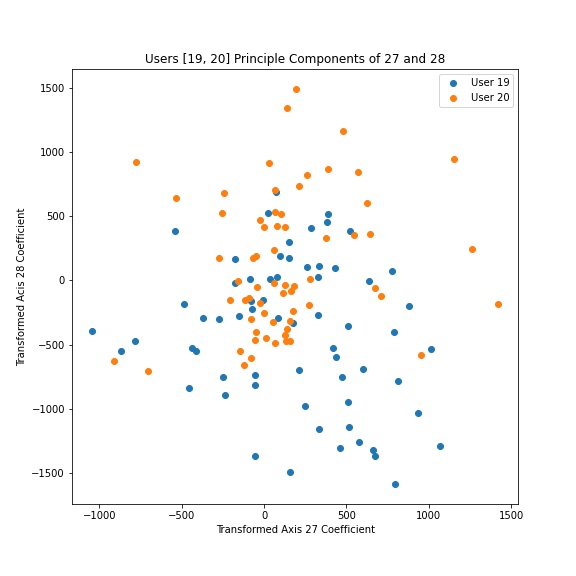 Users [19, 20] Principle Components of 27 and 28
User 19
User 20
1500
1000
500
0
−500
−1000
−1500
Transformed Acis 28 Coefficient
−1000
−500
0
500
1000
1500
Transformed Axis 27 Coefficient